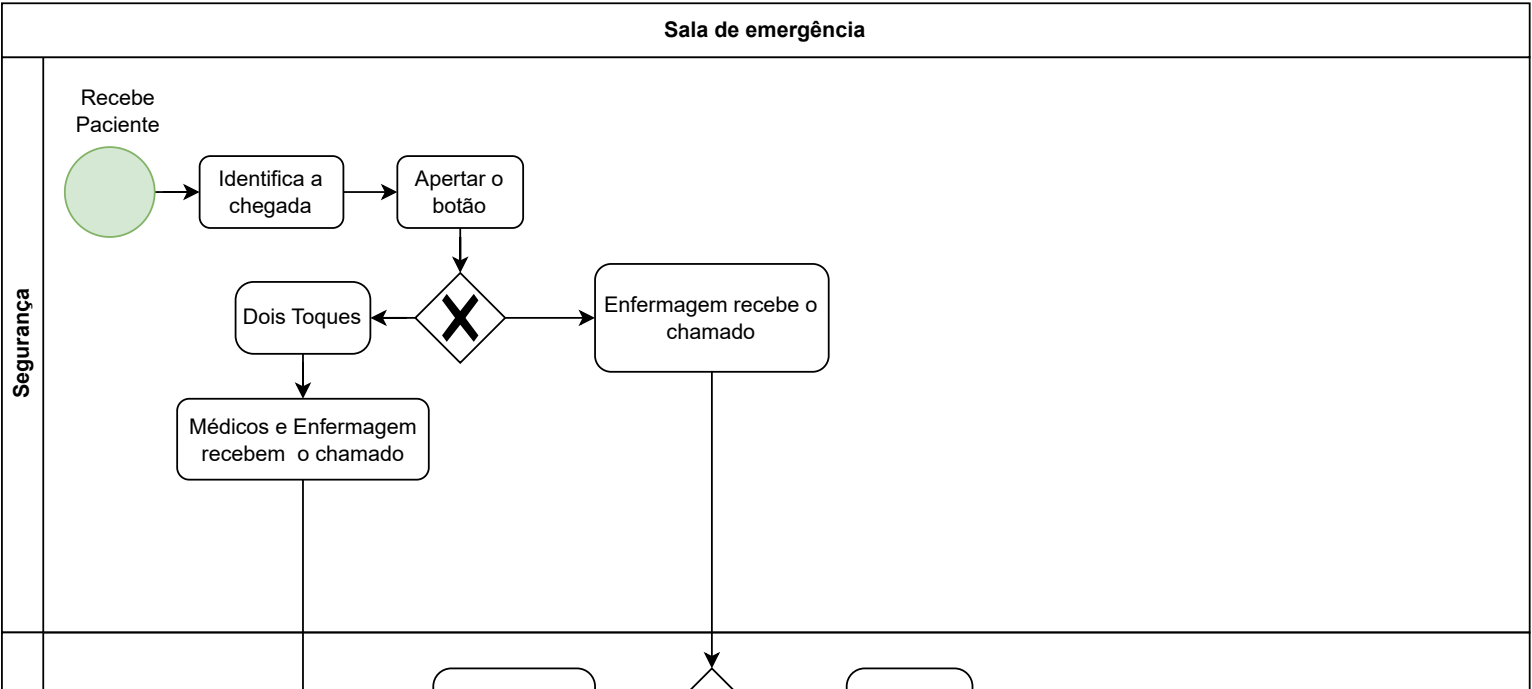 Sala de emergência
Segurança
Recebe
Paciente
Identifica a
chegada
Apertar o
botão
Dois Toques
Enfermagem recebe o
chamado
Médicos e Enfermagem
recebem  o chamado